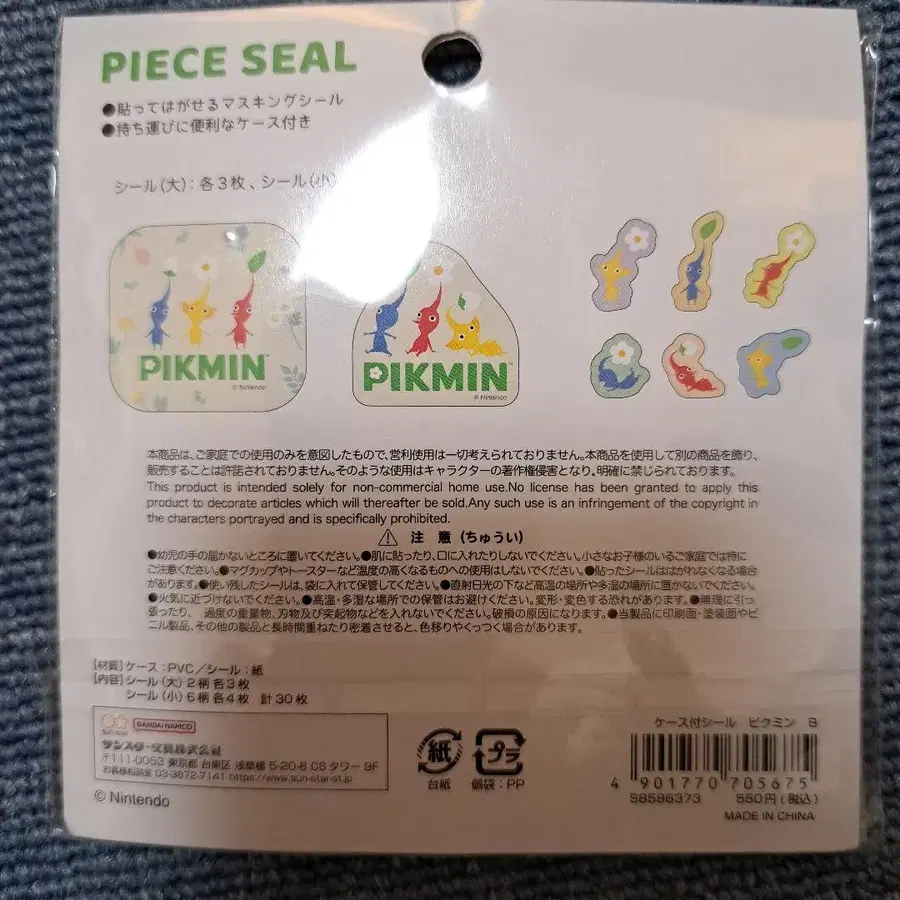 PIECE SEAL
●貼ってはがせるマスキングシール
●持ち運びに便利なケース付き
シール(大):各3枚、シール(小)
PIKMIN™
© Nintendo
PIKMIN™
© Nintendo
本商品は、ご家庭での使用のみを意図したもので、営利使用は一切考えられておりません。本商品を使用して別の商品を飾り、
販売することは許諾されておりません。そのような使用はキャラクターの著作権侵害となり、明確に禁じられております。
This product is intended solely for non-commercial home use.No license has been granted to apply this
product to decorate articles which will thereafter be sold.Any such use is an infringement of the copyright in
the characters portrayed and is specifically prohibited.
⚠ 注 意 (ちゅうい)
●幼児の手の届かないところに置いてください。●肌に貼ったり、口に入れたりしないでください。小さなお子様のいるご家庭では特に
ご注意ください。●マグカップやトースターなど温度の高くなるものへの使用はしないでください。●貼ったシールははがれなくなる場合
があります。●使い残したシールは、袋に入れて保管してください。●直射日光の下など高温の場所や多湿の場所に置かないでください。
●火気に近づけないでください。●高温・多湿な場所での保管はお避けください。変形・変色する恐れがあります。●無理に引っ
張ったり、過度の重量物、刃物及び突起物などを入れないでください。破損の原因になります。●当製品に印刷面・塗装面やビ
ニル製品、その他の製品と長時間重ねたり密着させると、色移りやくっつく場合があります。
【材質】ケース:PVC/シール:紙
【内容】シール(大)2柄 各3枚
シール(小)6柄 各4枚 計30枚
sun-star
BANDAI NAMCO
サンスター文具株式会社
〒111-0053 東京都 台東区 浅草橋 5-20-8 CS タワー 9F
お客様相談室 03-3872-7141 https://www.sun-star-st.jp/
© Nintendo
紙
台紙
プラ
個袋:PP
ケース付シール ピクミン B
4 901770 705675
S8586373 550円(税込)
MADE IN CHINA